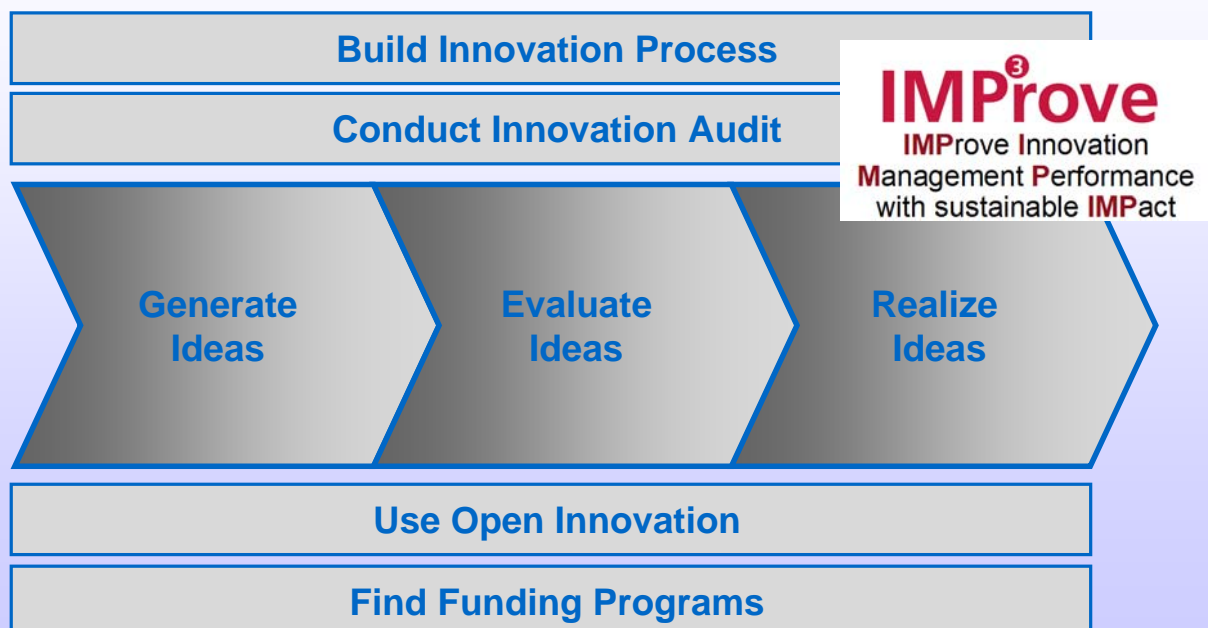 Build Innovation Process
Conduct Innovation Audit
IMP³rove
IMProve Innovation
Management Performance
with sustainable IMPact
Generate
Ideas
Evaluate
Ideas
Realize
Ideas
Use Open Innovation
Find Funding Programs